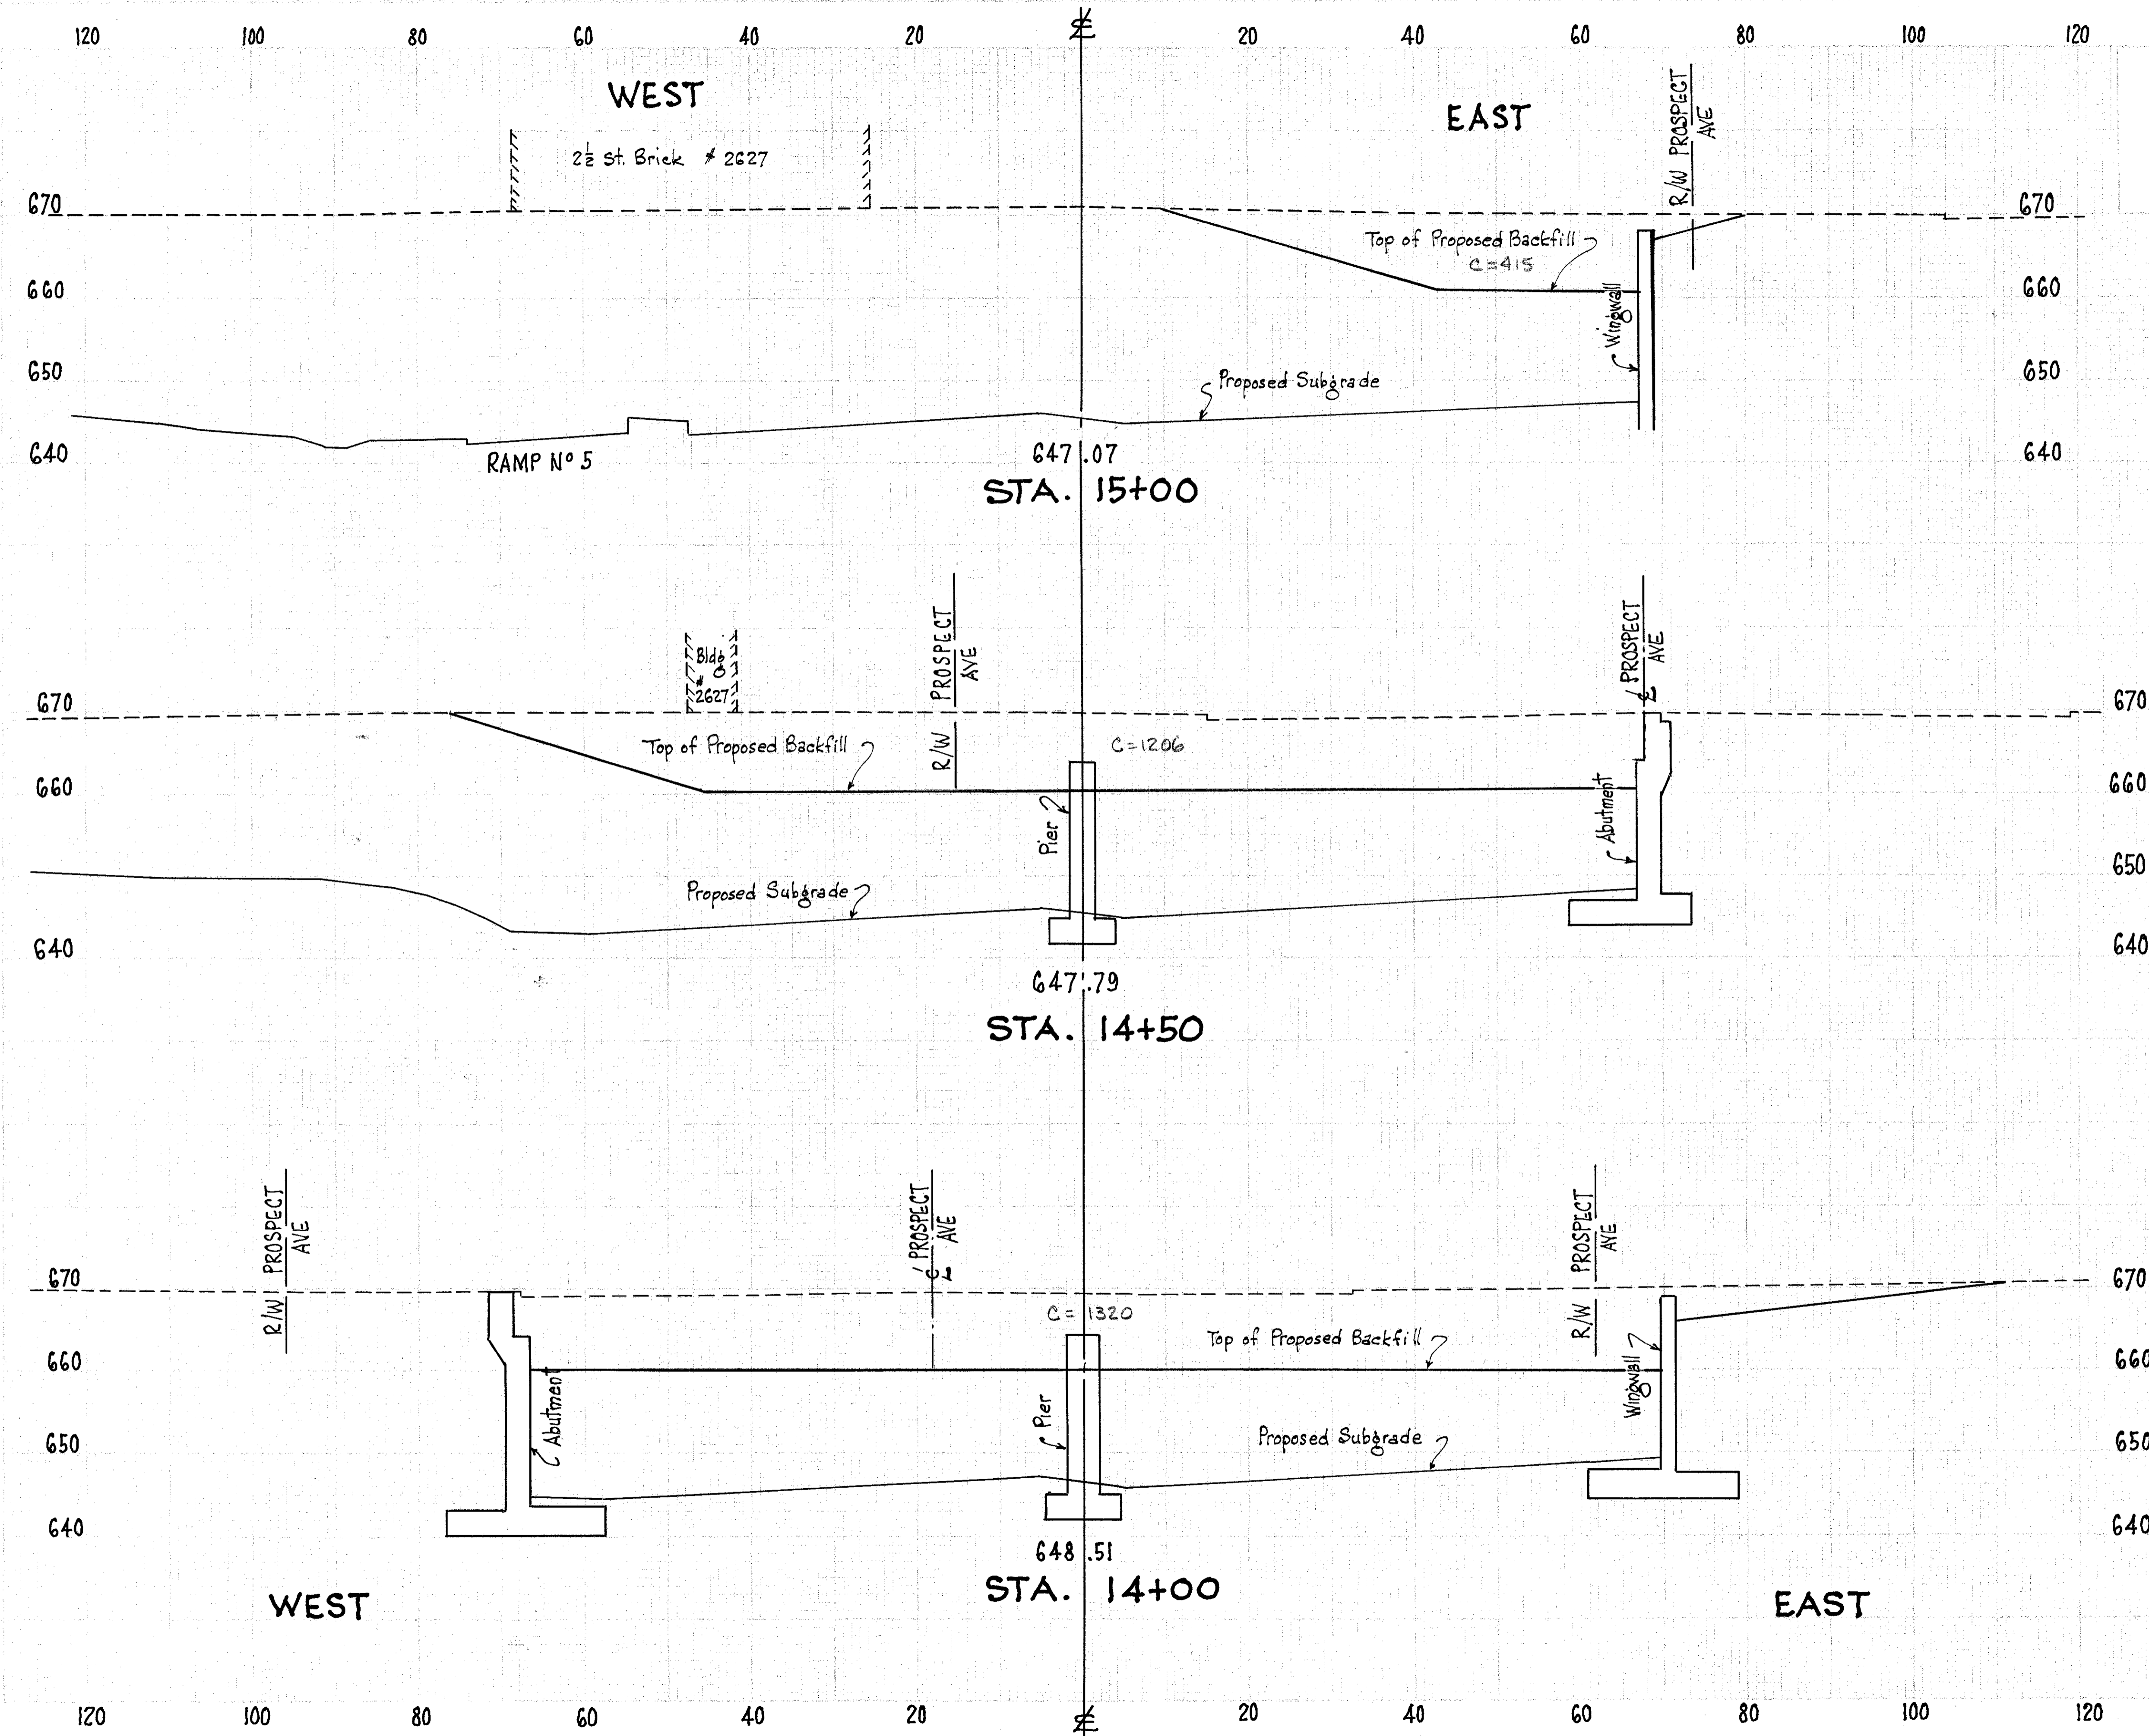 120 100 80 60 40 20 ℄ 20 40 60 80 100 120
WEST
EAST
R/W PROSPECT
AVE
2½ St. Brick # 2627
670 670
Top of Proposed Backfill
C=415
660 660
Wingwall
650 650
Proposed Subgrade
640 640
RAMP Nº 5
647.07
STA. 15+00
R/W PROSPECT
AVE
℄ PROSPECT
AVE
Bldg
#
2627
670 670
Top of Proposed Backfill
C=1206
660 660
Pier
Abutment
650
Proposed Subgrade
640 640
647.79
STA. 14+50
R/W PROSPECT
AVE
℄ PROSPECT
AVE
R/W PROSPECT
AVE
670 670
C= 1320
Top of Proposed Backfill
660 660
Abutment
Pier
Wingwall
650 650
Proposed Subgrade
640 640
648.51
STA. 14+00
WEST
EAST
120 100 80 60 40 20 ℄ 20 40 60 80 100 120